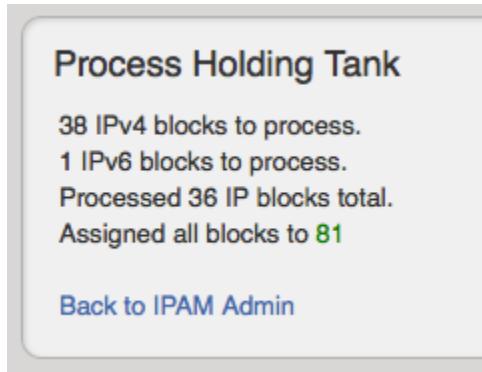 Process Holding Tank
38 IPv4 blocks to process.
1 IPv6 blocks to process.
Processed 36 IP blocks total.
Assigned all blocks to 81
Back to IPAM Admin